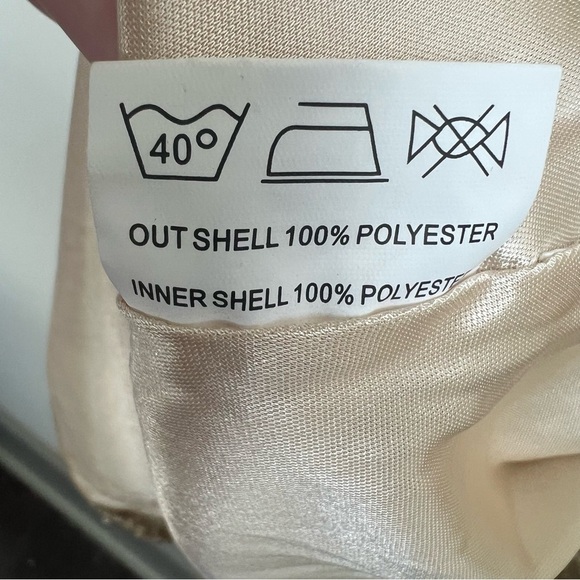 40°
OUT SHELL 100% POLYESTER
INNER SHELL 100% POLYESTE